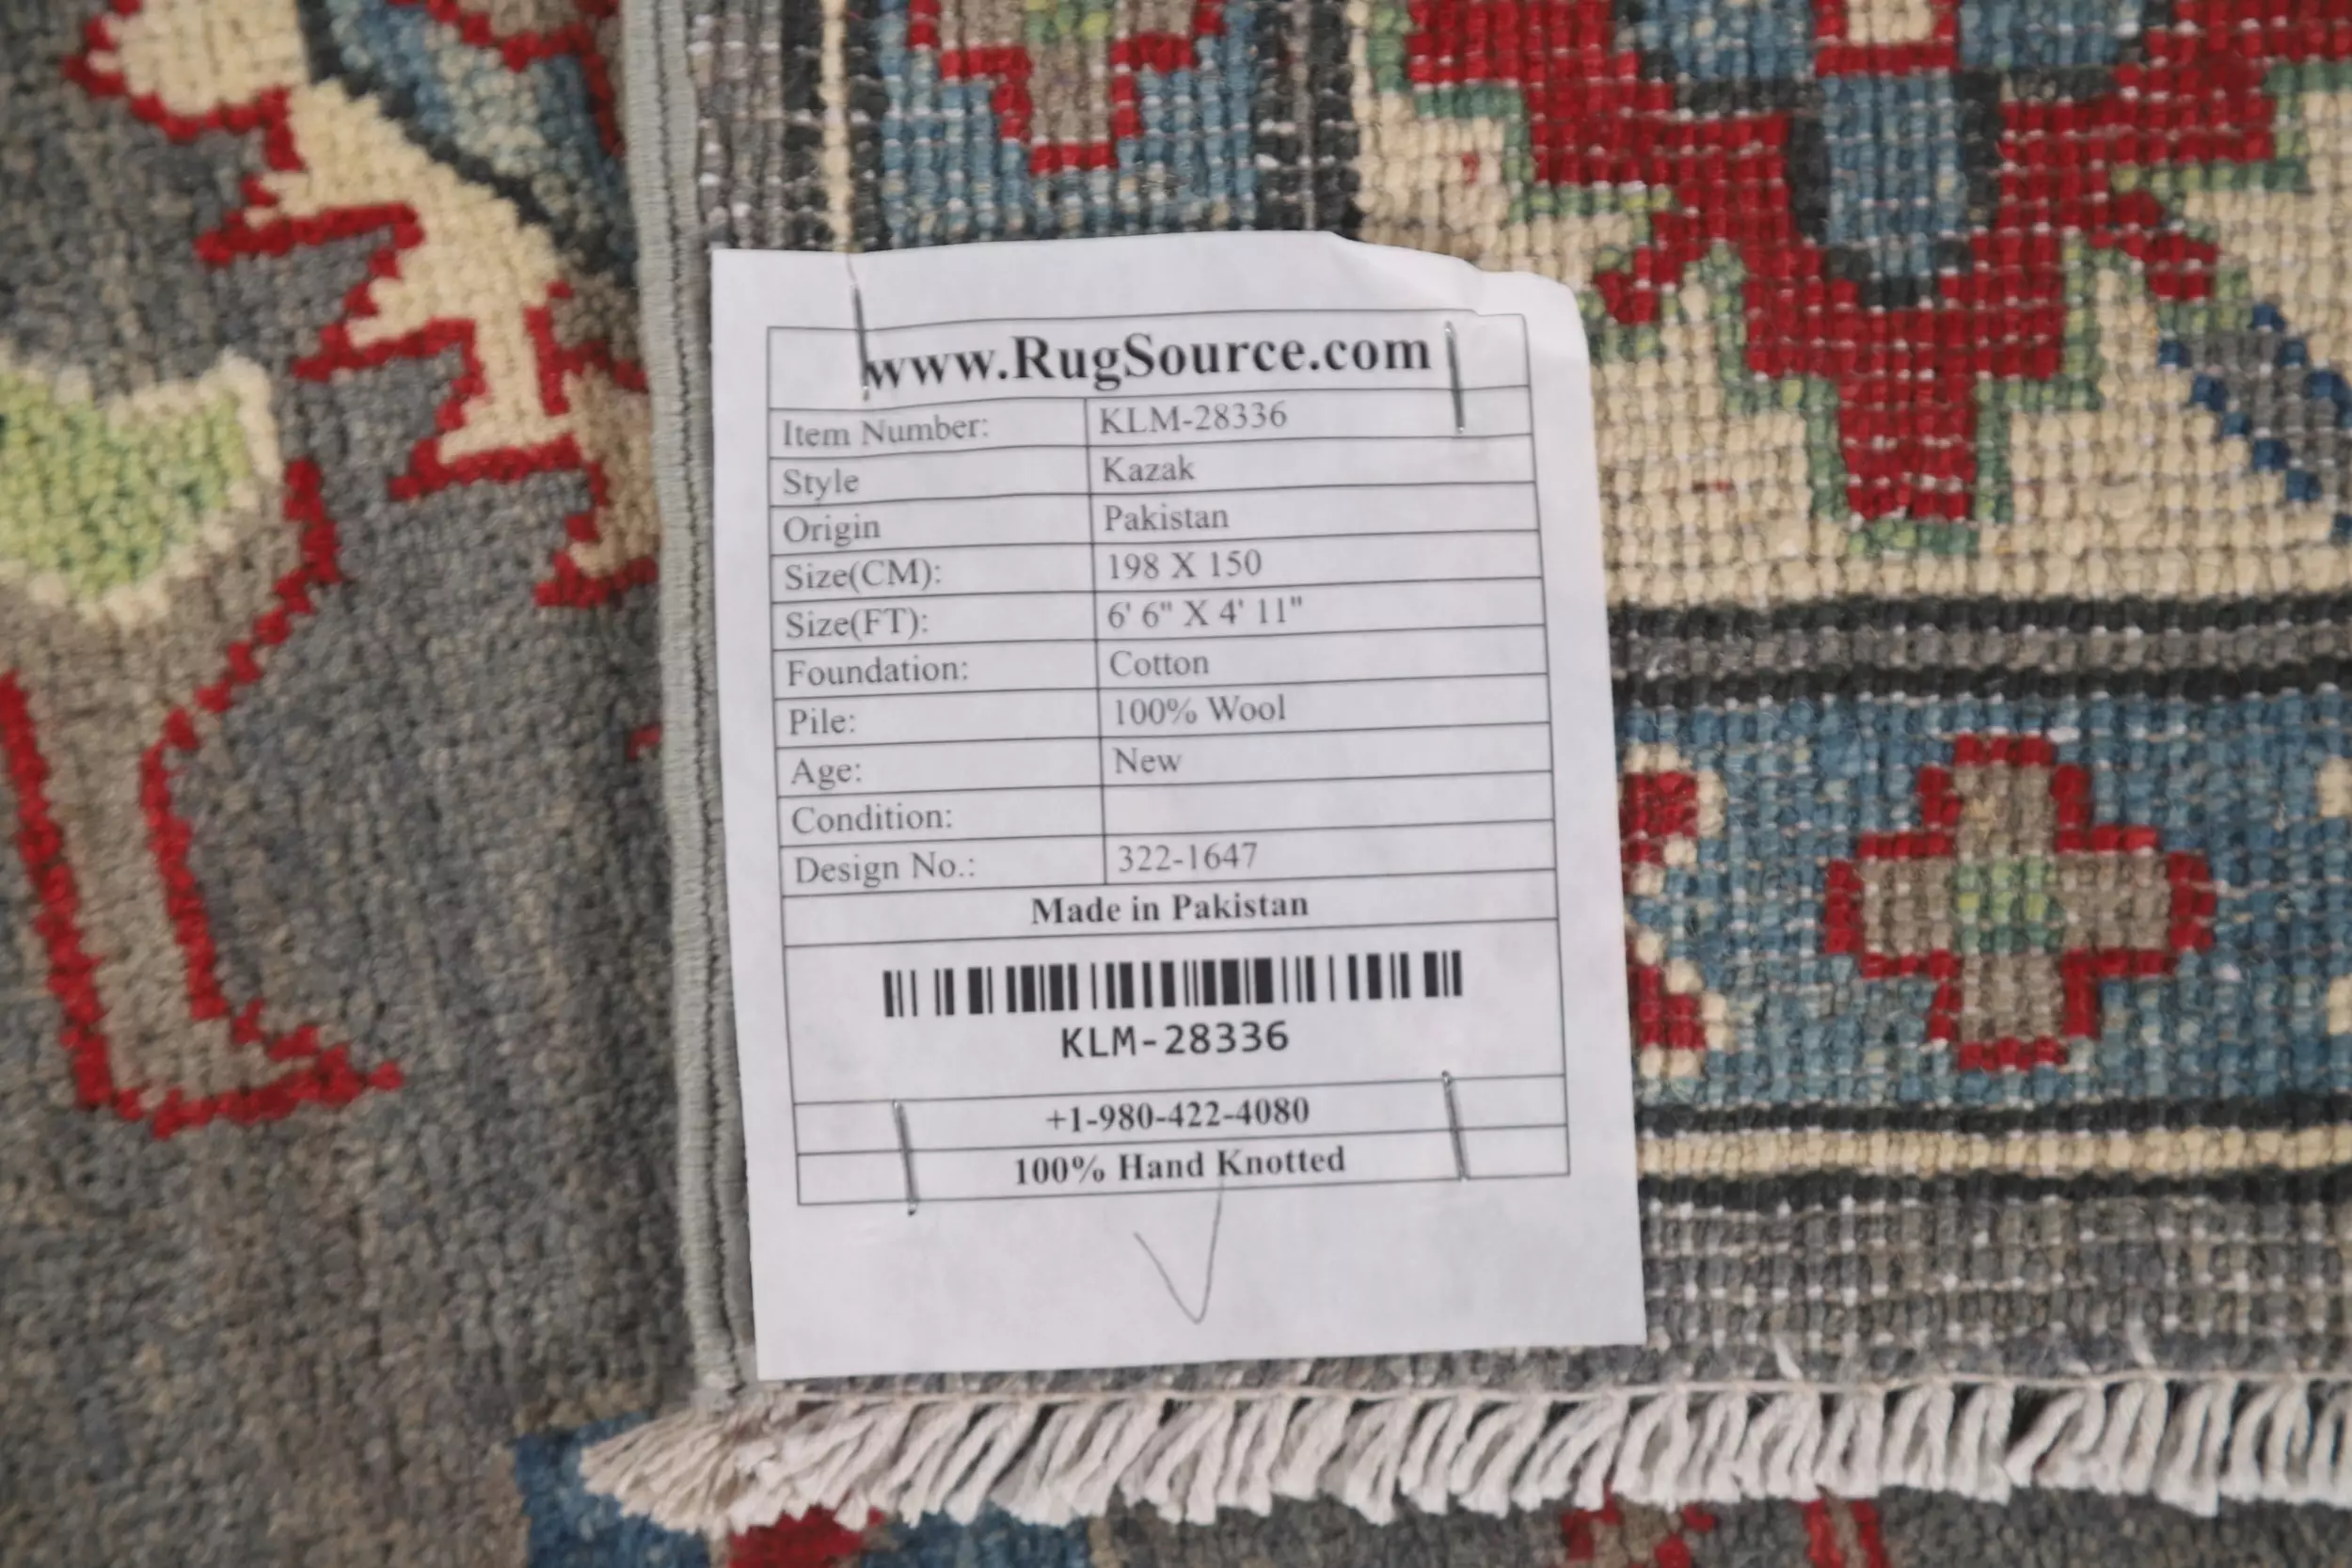 www.RugSource.com
Item Number: KLM-28336
Style Kazak
Origin Pakistan
Size(CM): 198 X 150
Size(FT): 6' 6" X 4' 11"
Foundation: Cotton
Pile: 100% Wool
Age: New
Condition:
Design No.: 322-1647
Made in Pakistan
KLM-28336
+1-980-422-4080
100% Hand Knotted